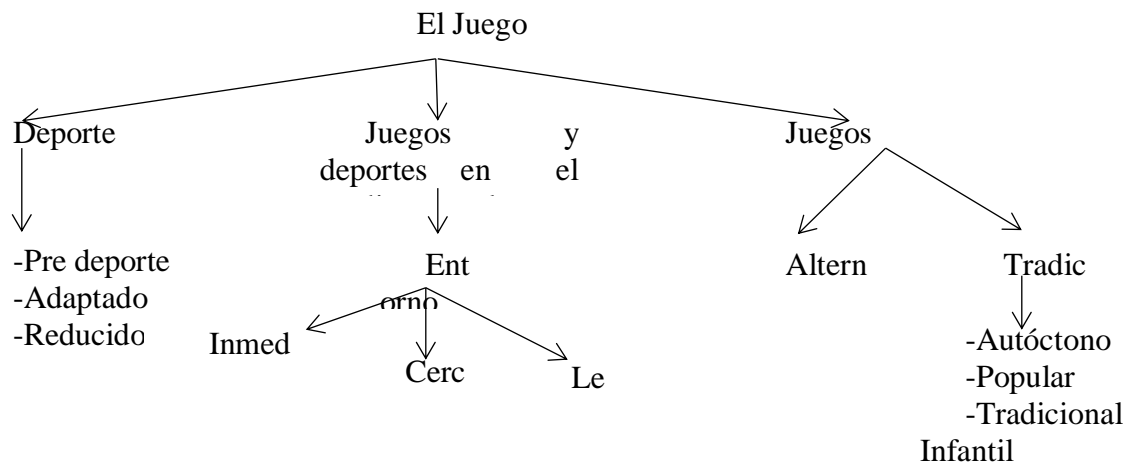 El Juego
Deporte
Juegos y
deportes en el
Juegos
-Pre deporte
-Adaptado
-Reducido
Ent
orno
Inmed
Cerc
Le
Altern
Tradic
-Autóctono
-Popular
-Tradicional
Infantil